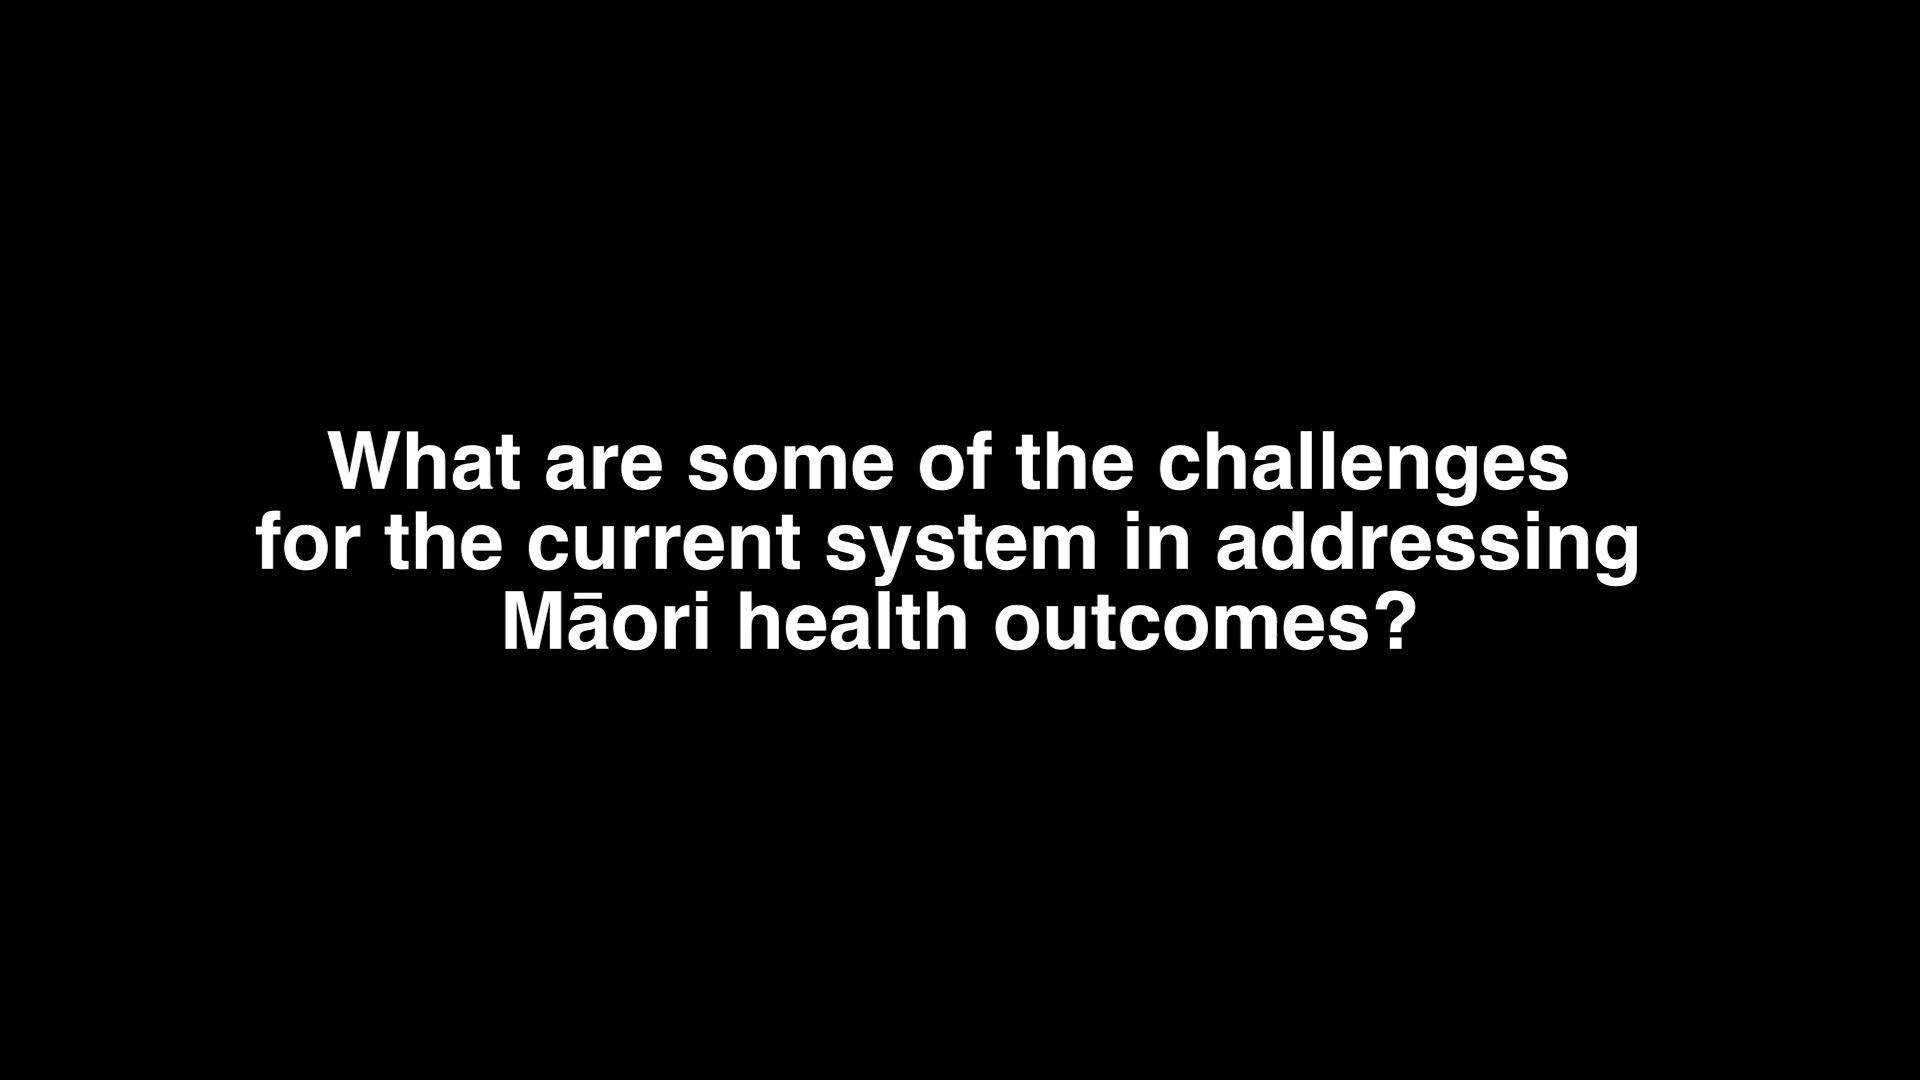 What are some of the challenges
for the current system in addressing
Māori health outcomes?